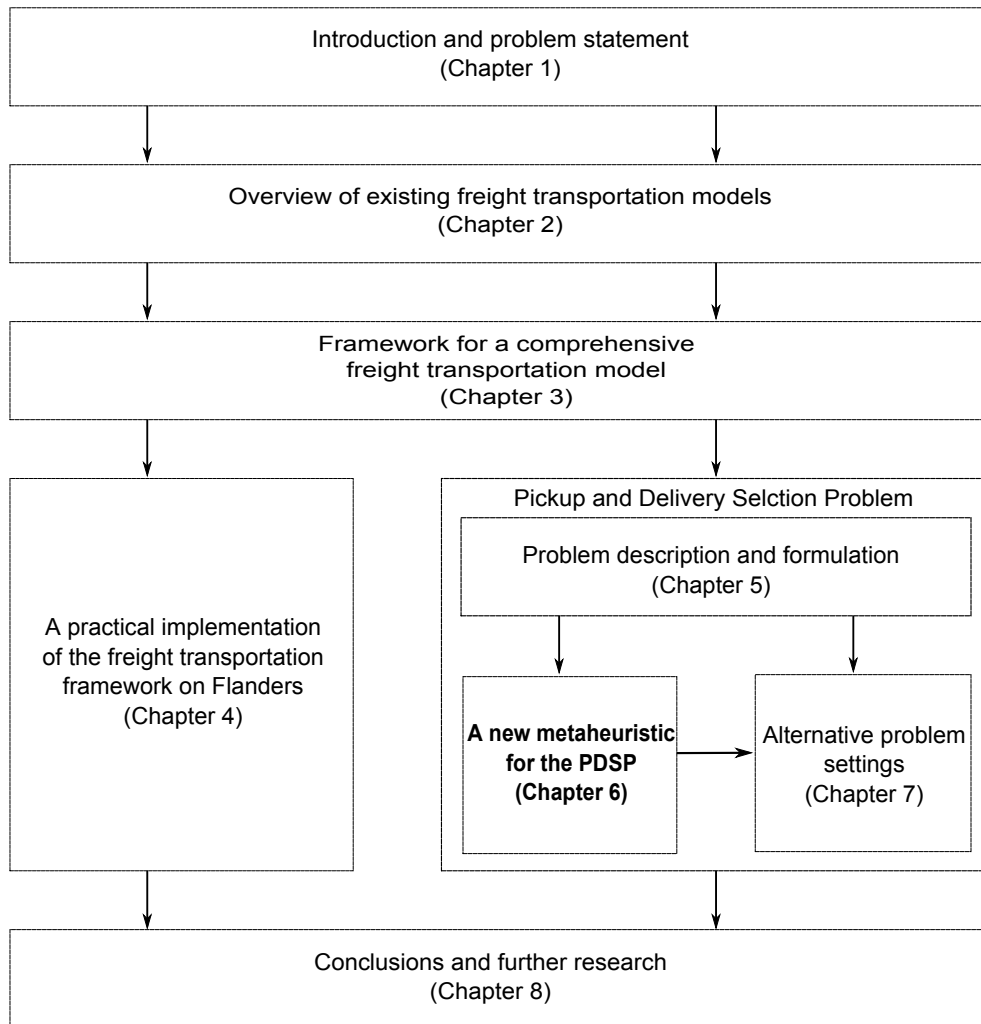 Introduction and problem statement
(Chapter 1)
Overview of existing freight transportation models
(Chapter 2)
Framework for a comprehensive
freight transportation model
(Chapter 3)
A practical implementation
of the freight transportation
framework on Flanders
(Chapter 4)
Pickup and Delivery Selction Problem
Problem description and formulation
(Chapter 5)
A new metaheuristic
for the PDSP
(Chapter 6)
Alternative problem
settings
(Chapter 7)
Conclusions and further research
(Chapter 8)